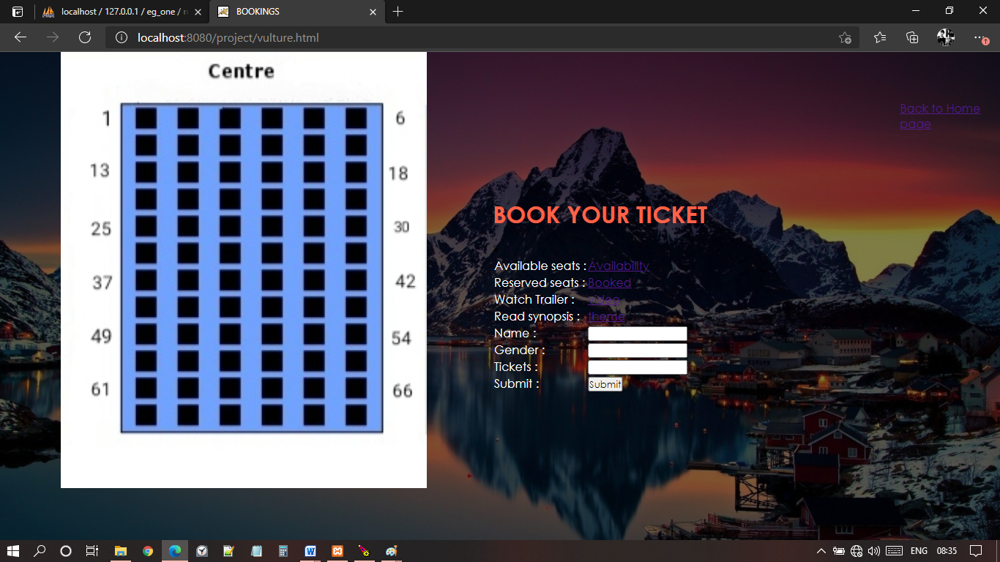 localhost / 127.0.0.1 / eg_one / r
BOOKINGS
localhost:8080/project/vulture.html
Centre
1 6
13 18
25 30
37 42
49 54
61 66
Back to Home
page
BOOK YOUR TICKET
Available seats : Availability
Reserved seats : Booked
Watch Trailer : video
Read synopsis : theme
Name :
Gender :
Tickets :
Submit : Submit
ENG 08:35